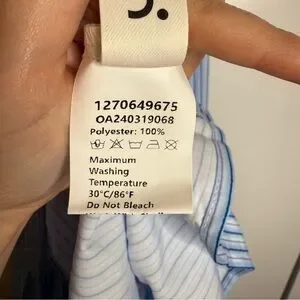 J.
1270649675
OA240319068
Polyester: 100%
Maximum
Washing
Temperature
30°C/86°F
Do Not Bleach